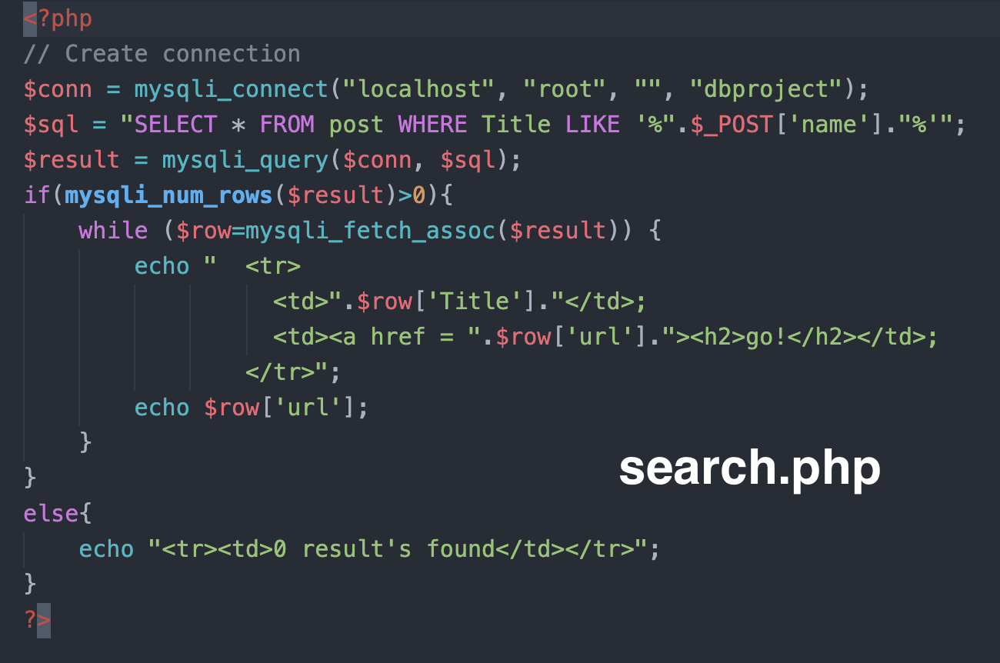 <?php
// Create connection
$conn = mysqli_connect("localhost", "root", "", "dbproject");
$sql = "SELECT * FROM post WHERE Title LIKE '%".$_POST['name']."%'";
$result = mysqli_query($conn, $sql);
if(mysqli_num_rows($result)>0){
    while ($row=mysqli_fetch_assoc($result)) {
        echo "  <tr>
                  <td>".$row['Title']."</td>;
                  <td><a href = ".$row['url']."><h2>go!</h2></td>;
                </tr>";
        echo $row['url'];
    }
}
search.php
else{
    echo "<tr><td>0 result's found</td></tr>";
}
?>